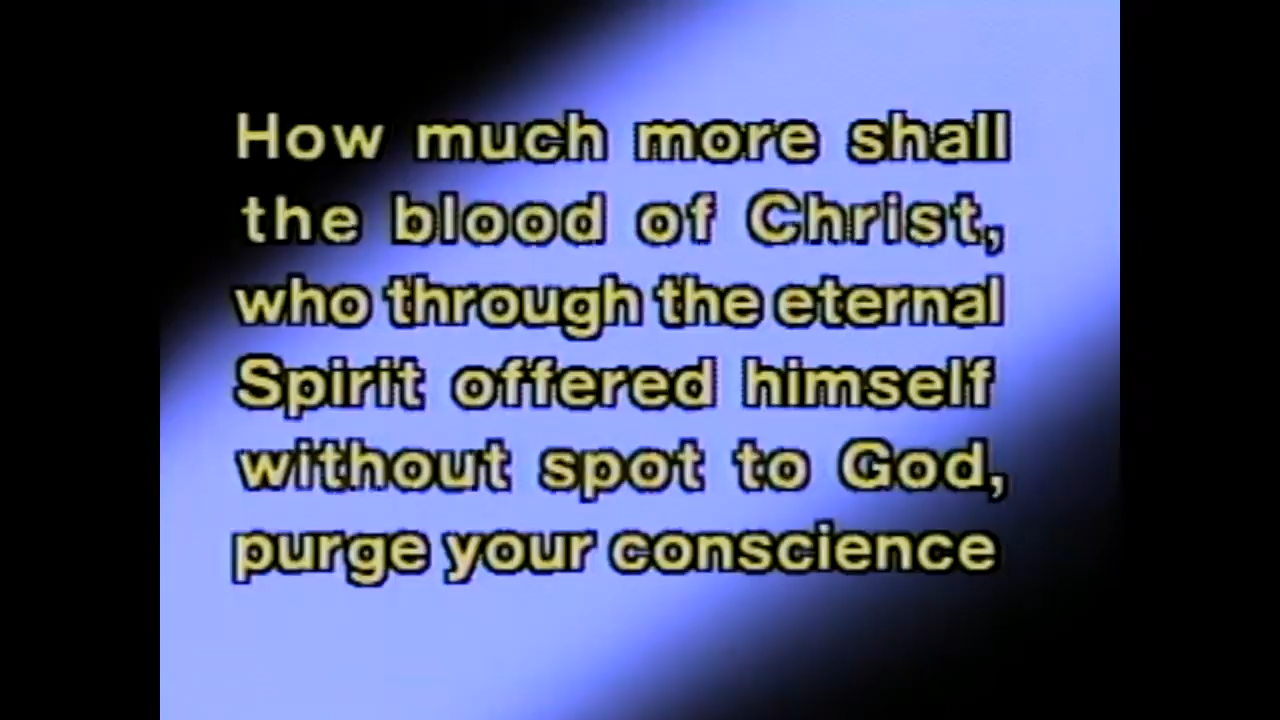 How much more shall
the blood of Christ,
who through the eternal
Spirit offered himself
without spot to God,
purge your conscience